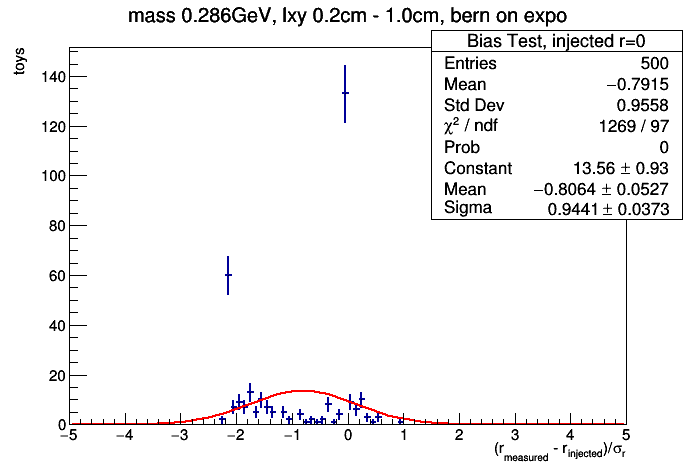 mass 0.286GeV, lxy 0.2cm - 1.0cm, bern on expo
Bias Test, injected r=0
Entries 500
Mean −0.7915
Std Dev 0.9558
χ² / ndf 1269 / 97
Prob 0
Constant 13.56 ± 0.93
Mean −0.8064 ± 0.0527
Sigma 0.9441 ± 0.0373
toys
140
120
100
80
60
40
20
0
−5 −4 −3 −2 −1 0 1 2 3 4 5
(r_measured - r_injected)/σ_r